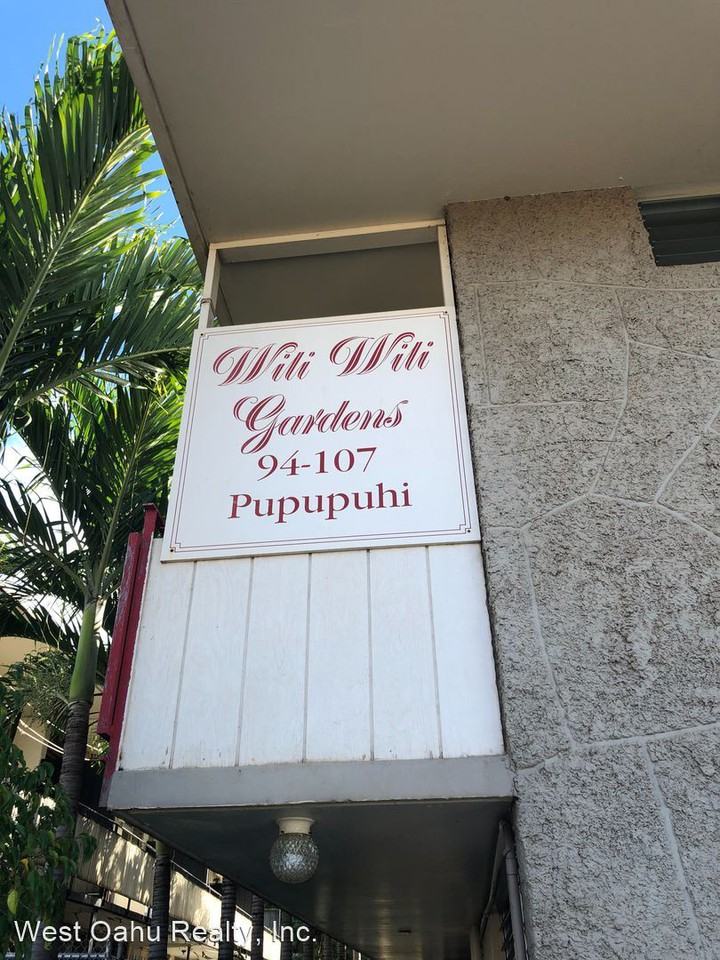 Wili Wili
Gardens
94-107
Pupupuhi
West Oahu Realty, Inc.